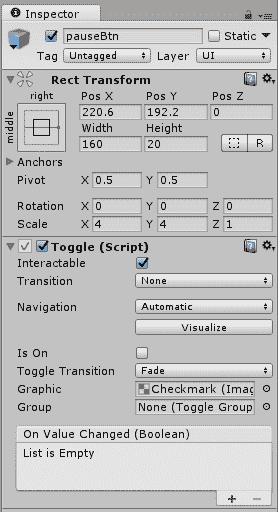 Inspector
pauseBtn Static
Tag Untagged Layer UI
Rect Transform
right Pos X Pos Y Pos Z
middle 220.6 192.2 0
Width Height
160 20 R
Anchors
Pivot X 0.5 Y 0.5
Rotation X 0 Y 0 Z 0
Scale X 4 Y 4 Z 1
Toggle (Script)
Interactable
Transition None
Navigation Automatic
Visualize
Is On
Toggle Transition Fade
Graphic Checkmark (Imag
Group None (Toggle Group
On Value Changed (Boolean)
List is Empty
+ −